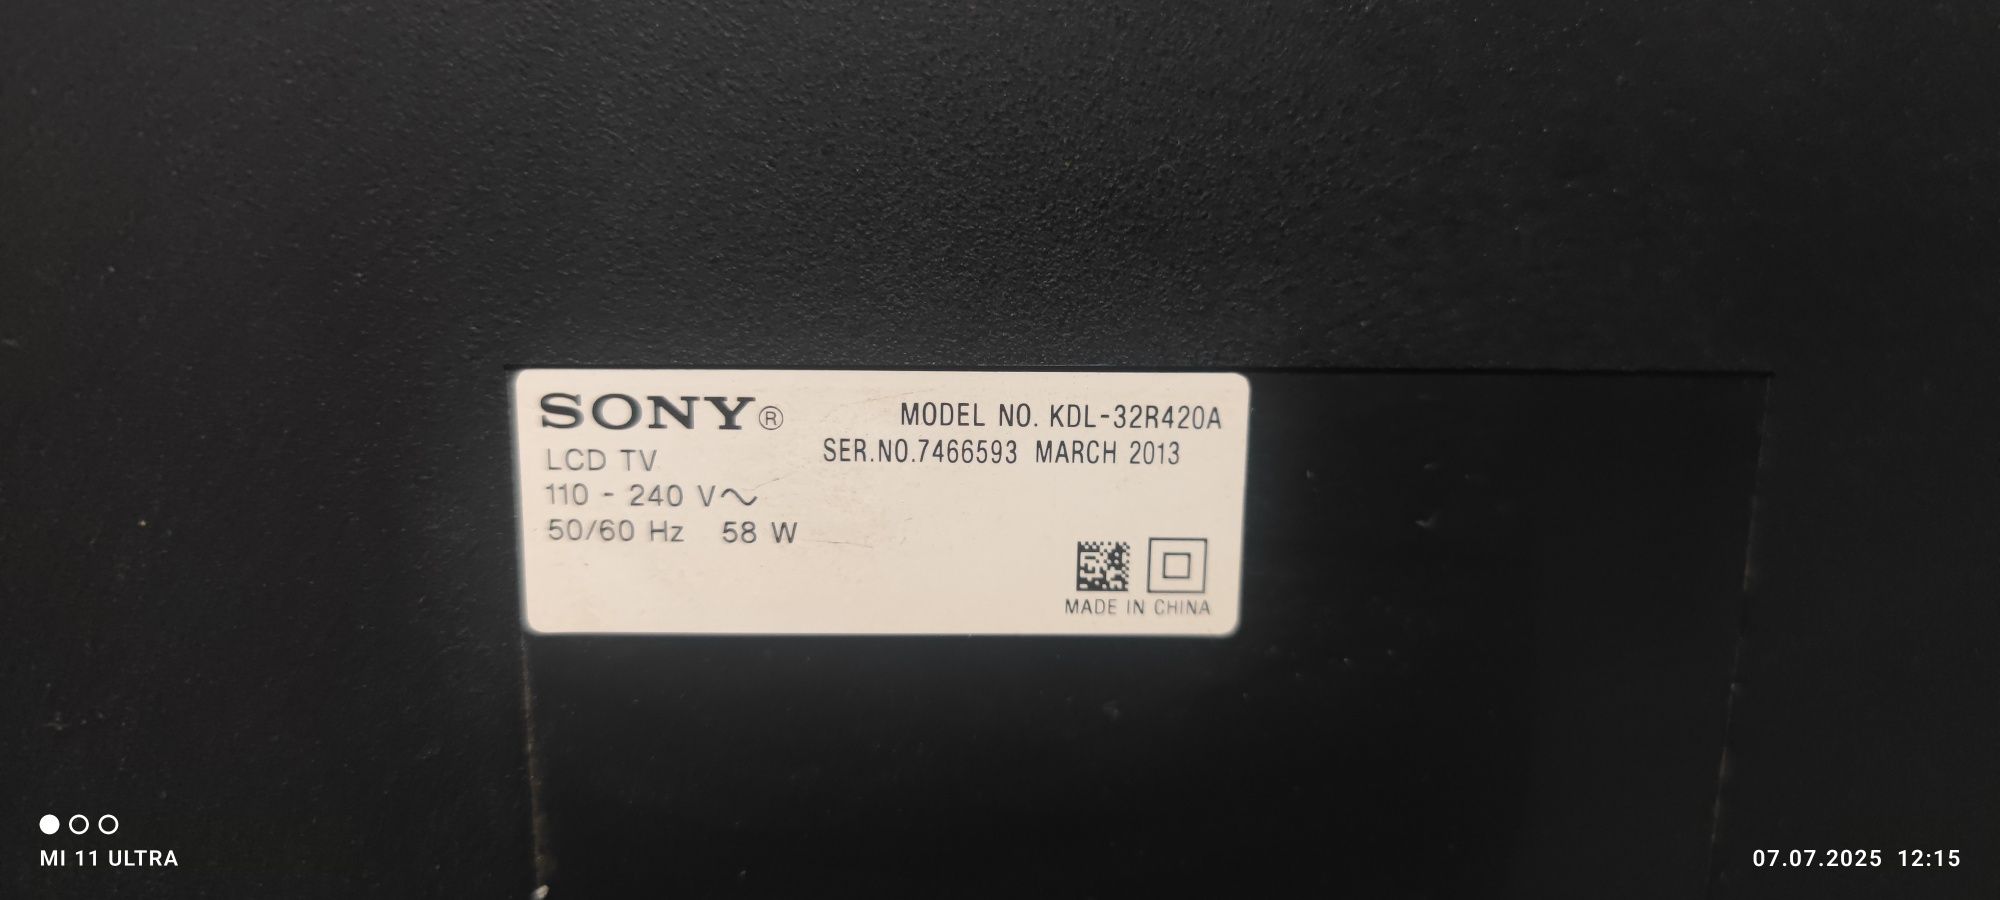 SONY®
MODEL NO. KDL-32R420A
SER.NO.7466593 MARCH 2013
LCD TV
110 - 240 V~
50/60 Hz 58 W
MADE IN CHINA
MI 11 ULTRA
07.07.2025 12:15